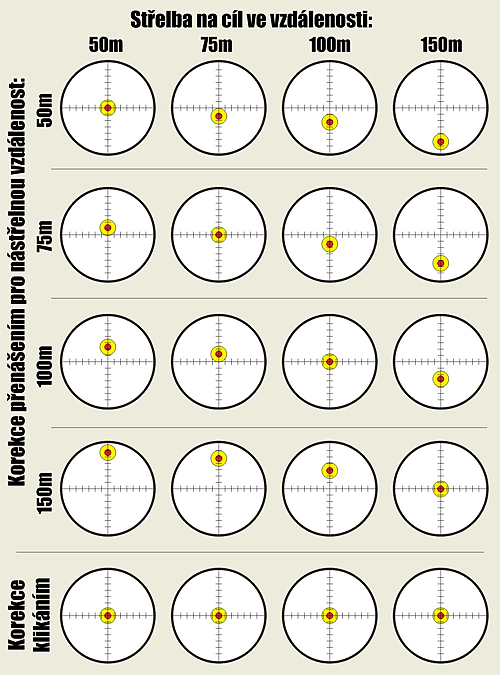 Střelba na cíl ve vzdálenosti:
50m 75m 100m 150m
Korekce přenášením pro nástřelnou vzdálenost:
50m
75m
100m
150m
Korekce
klikáním